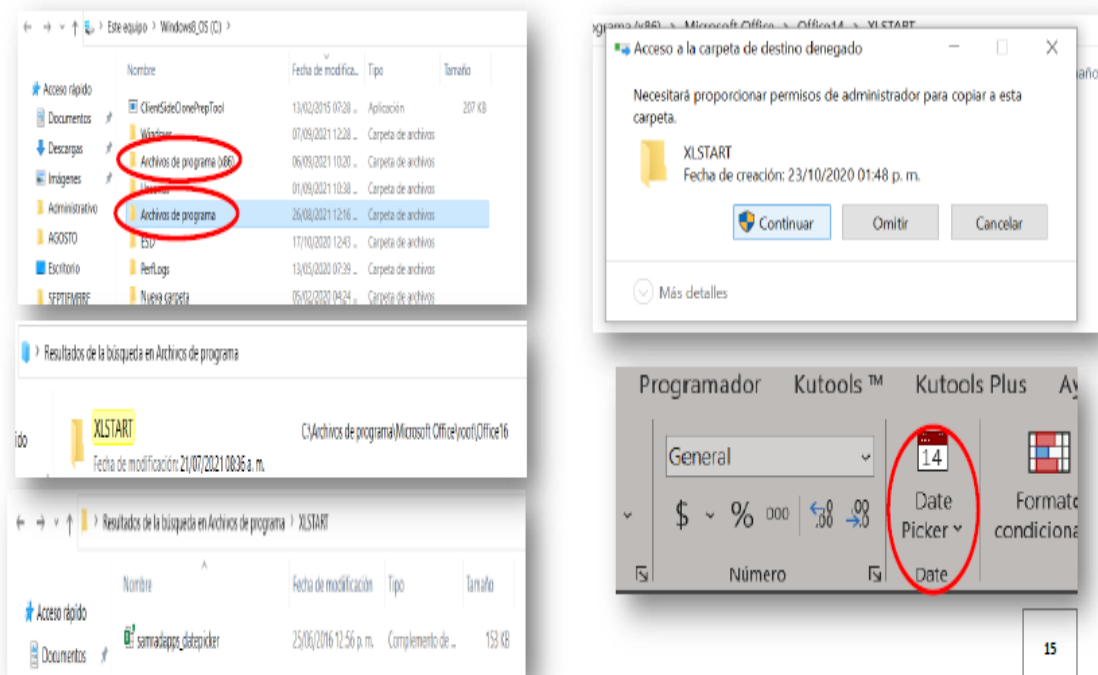 Este equipo > Windows8_OS (C:) >
Nombre Fecha de modifica... Tipo Tamaño
Acceso rápido
Documentos
Descargas
Imágenes
Administrativo
AGOSTO
Escritorio
SEPTIEMBRE
ClientSideClonePrepTool 13/02/2015 07:28 ... Aplicación 207 KB
Windows 07/09/2021 12:28 ... Carpeta de archivos
Archivos de programa (x86) 06/09/2021 10:20 ... Carpeta de archivos
01/09/2021 10:38 ... Carpeta de archivos
Archivos de programa 26/08/2021 12:16 ... Carpeta de archivos
ESD 17/10/2020 12:43 ... Carpeta de archivos
PerfLogs 13/05/2020 07:39 ... Carpeta de archivos
Nueva carpeta 05/02/2020 04:24 ... Carpeta de archivos
> Resultados de la búsqueda en Archivos de programa
ido
XLSTART C:\Archivos de programa\Microsoft Office\root\Office16
Fecha de modificación: 21/07/2021 08:36 a. m.
> Resultados de la búsqueda en Archivos de programa > XLSTART
Nombre Fecha de modificación Tipo Tamaño
Acceso rápido
Documentos
samradapps_datepicker 25/06/2016 12:56 p. m. Complemento de ... 153 KB
ograma (x86) > Microsoft Office > Office14 > XLSTART
año
Acceso a la carpeta de destino denegado
Necesitará proporcionar permisos de administrador para copiar a esta
carpeta.
XLSTART
Fecha de creación: 23/10/2020 01:48 p. m.
Continuar Omitir Cancelar
Más detalles
Programador Kutools ™ Kutools Plus Ay
General
14
$ % 000
Date
Picker
Formato
condiciona
Número
Date
15